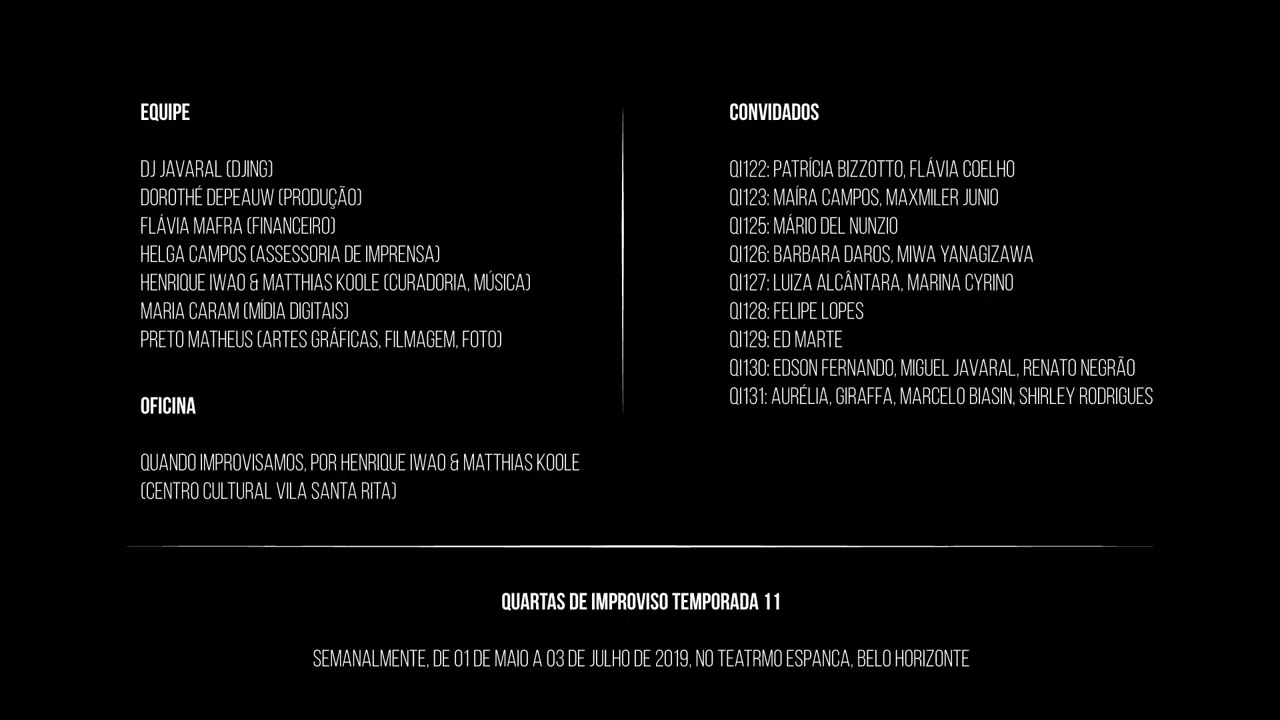 EQUIPE
DJ JAVARAL (DJING)
DOROTHÉ DEPEAUW (PRODUÇÃO)
FLÁVIA MAFRA (FINANCEIRO)
HELGA CAMPOS (ASSESSORIA DE IMPRENSA)
HENRIQUE IWAO & MATTHIAS KOOLE (CURADORIA, MÚSICA)
MARIA CARAM (MÍDIA DIGITAIS)
PRETO MATHEUS (ARTES GRÁFICAS, FILMAGEM, FOTO)
OFICINA
QUANDO IMPROVISAMOS, POR HENRIQUE IWAO & MATTHIAS KOOLE
(CENTRO CULTURAL VILA SANTA RITA)
CONVIDADOS
QI122: PATRÍCIA BIZZOTTO, FLÁVIA COELHO
QI123: MAÍRA CAMPOS, MAXMILER JUNIO
QI125: MÁRIO DEL NUNZIO
QI126: BARBARA DAROS, MIWA YANAGIZAWA
QI127: LUIZA ALCÂNTARA, MARINA CYRINO
QI128: FELIPE LOPES
QI129: ED MARTE
QI130: EDSON FERNANDO, MIGUEL JAVARAL, RENATO NEGRÃO
QI131: AURÉLIA, GIRAFFA, MARCELO BIASIN, SHIRLEY RODRIGUES
QUARTAS DE IMPROVISO TEMPORADA 11
SEMANALMENTE, DE 01 DE MAIO A 03 DE JULHO DE 2019, NO TEATRMO ESPANCA, BELO HORIZONTE